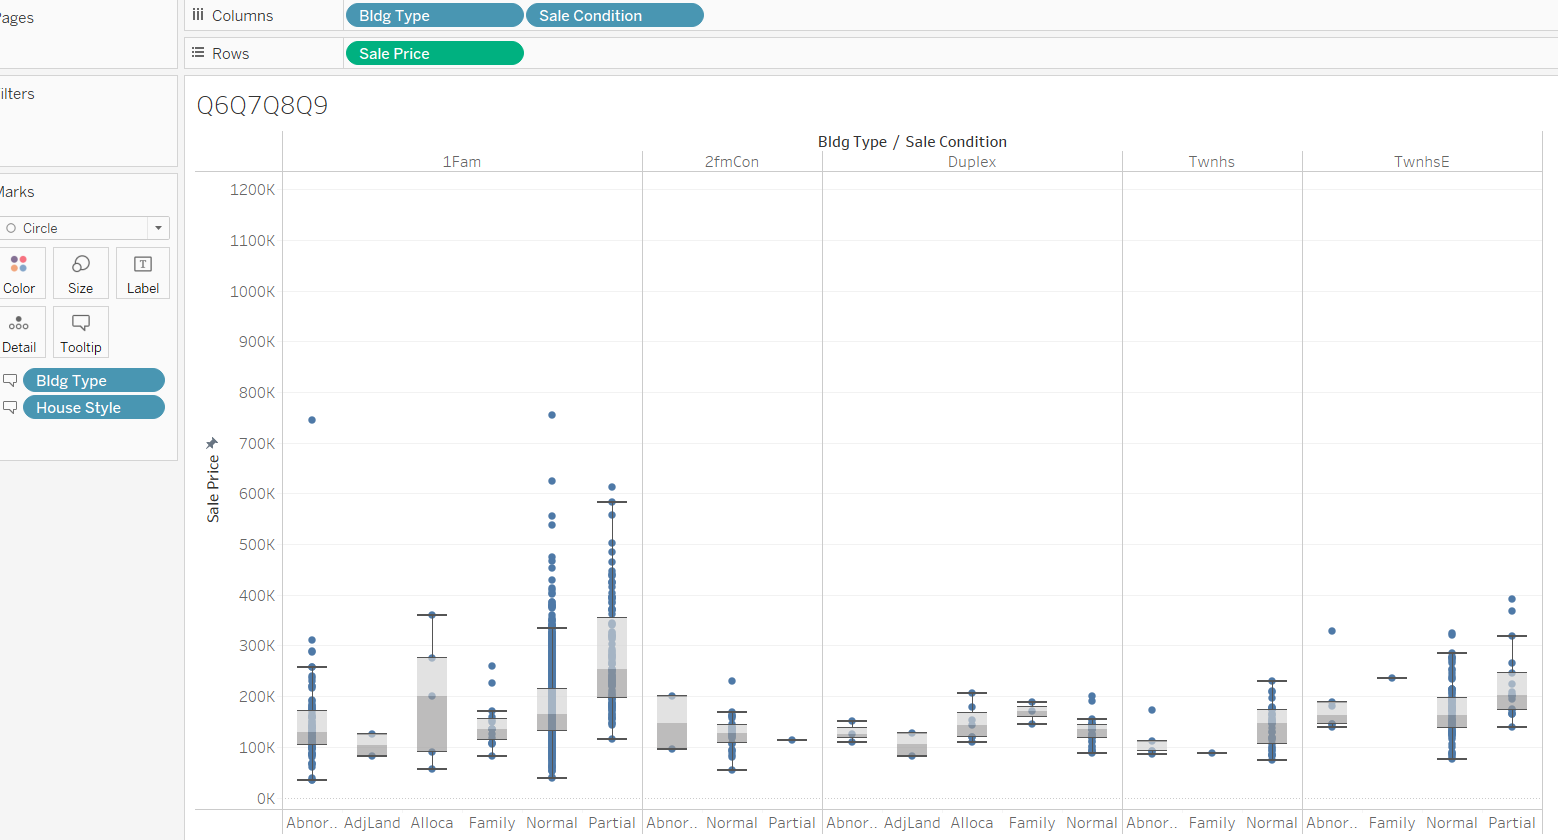 Pages
Columns
Bldg Type
Sale Condition
Rows
Sale Price
ilters
Q6Q7Q8Q9
Marks
Circle
Color
Size
Label
Detail
Tooltip
Bldg Type
House Style
Bldg Type / Sale Condition
1Fam 2fmCon Duplex Twnhs TwnhsE
Sale Price
1200K
1100K
1000K
900K
800K
700K
600K
500K
400K
300K
200K
100K
0K
Abnor.. AdjLand Alloca Family Normal Partial Abnor.. Normal Partial Abnor.. AdjLand Alloca Family Normal Abnor.. Family Normal Abnor.. Family Normal Partial